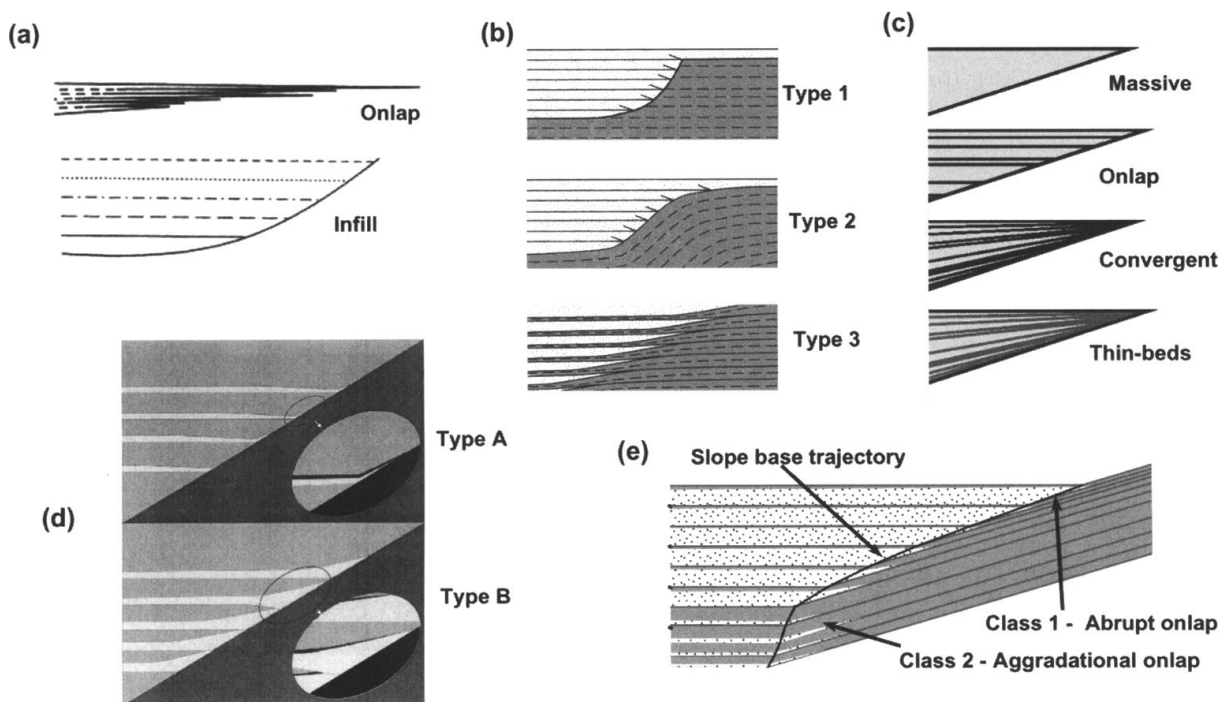 (a)
Onlap
Infill
(b)
Type 1
Type 2
Type 3
(c)
Massive
Onlap
Convergent
Thin-beds
(d)
Type A
Type B
(e)
Slope base trajectory
Class 1 - Abrupt onlap
Class 2 - Aggradational onlap